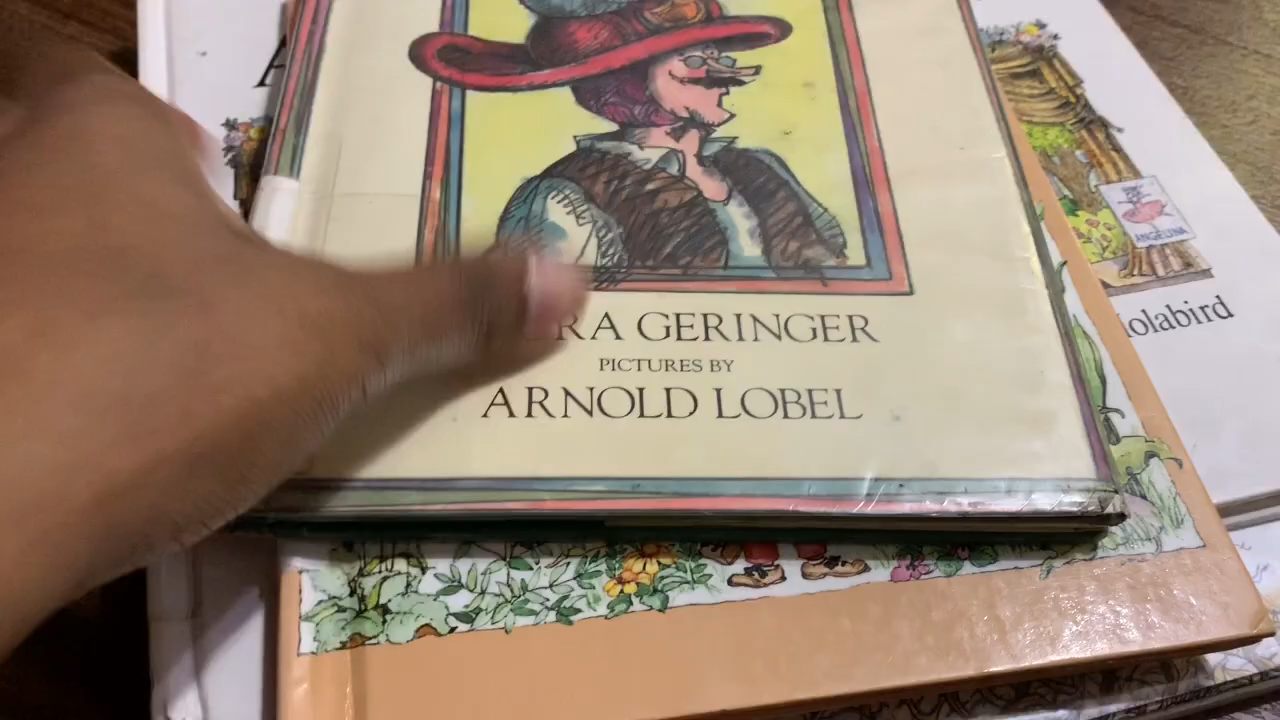 RA GERINGER
PICTURES BY
ARNOLD LOBEL
ANGELINA
olabird